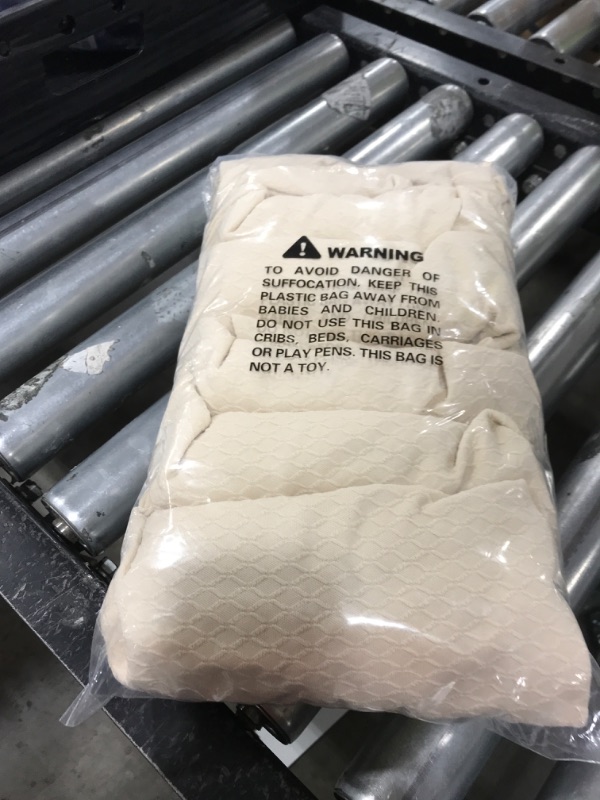 WARNING
TO AVOID DANGER OF
SUFFOCATION, KEEP THIS
PLASTIC BAG AWAY FROM
BABIES AND CHILDREN.
DO NOT USE THIS BAG IN
CRIBS, BEDS, CARRIAGES
OR PLAY PENS. THIS BAG IS
NOT A TOY.